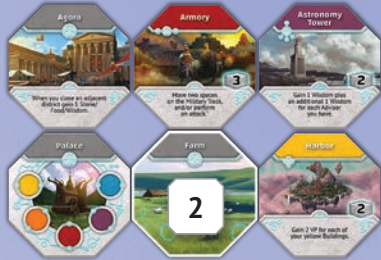 Agora
When you close an adjacent
district gain 1 Stone/
Food/Wisdom.
Armory
3
Move two spaces
on the Military Track,
and/or perform
an attack.
Astronomy
Tower
2
Gain 1 Wisdom plus
an additional 1 Wisdom
for each Advisor
you have.
Palace
Farm
2
Harbor
2
Gain 2 VP for each of
your yellow Buildings.